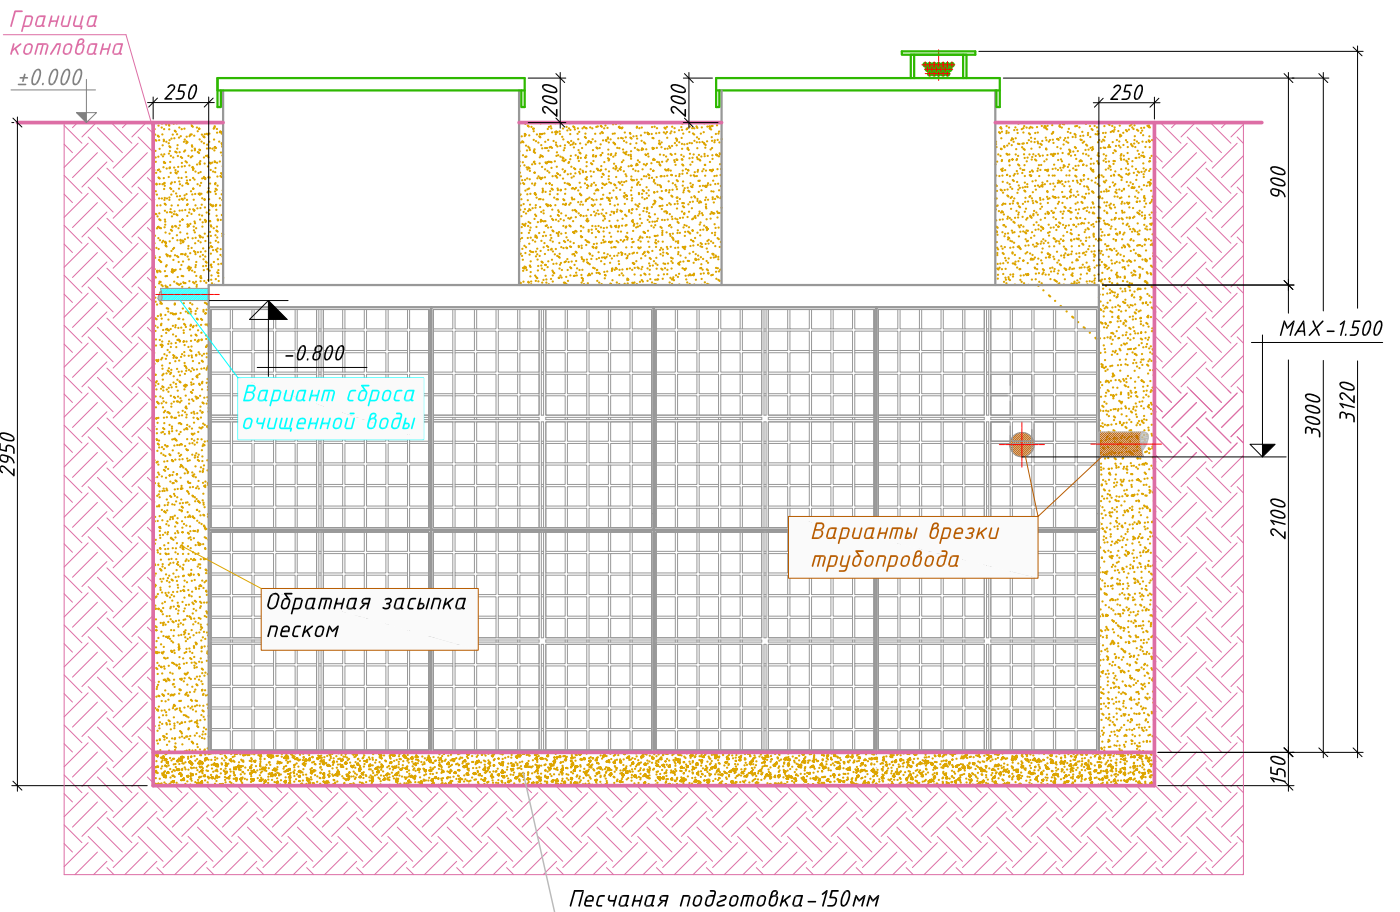 Граница
котлована
±0.000
250
200
200
250
900
MAX-1.500
-0.800
Вариант сброса
очищенной воды
3000
3120
2950
2100
Варианты врезки
трубопровода
Обратная засыпка
песком
150
Песчаная подготовка-150мм